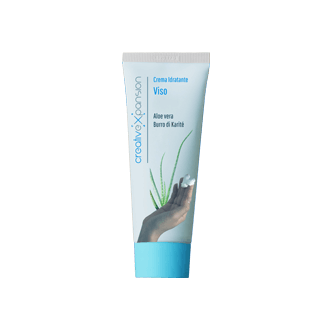 Crema Idratante
Viso
Aloe vera
Burro di Karitè
creativeXpansion